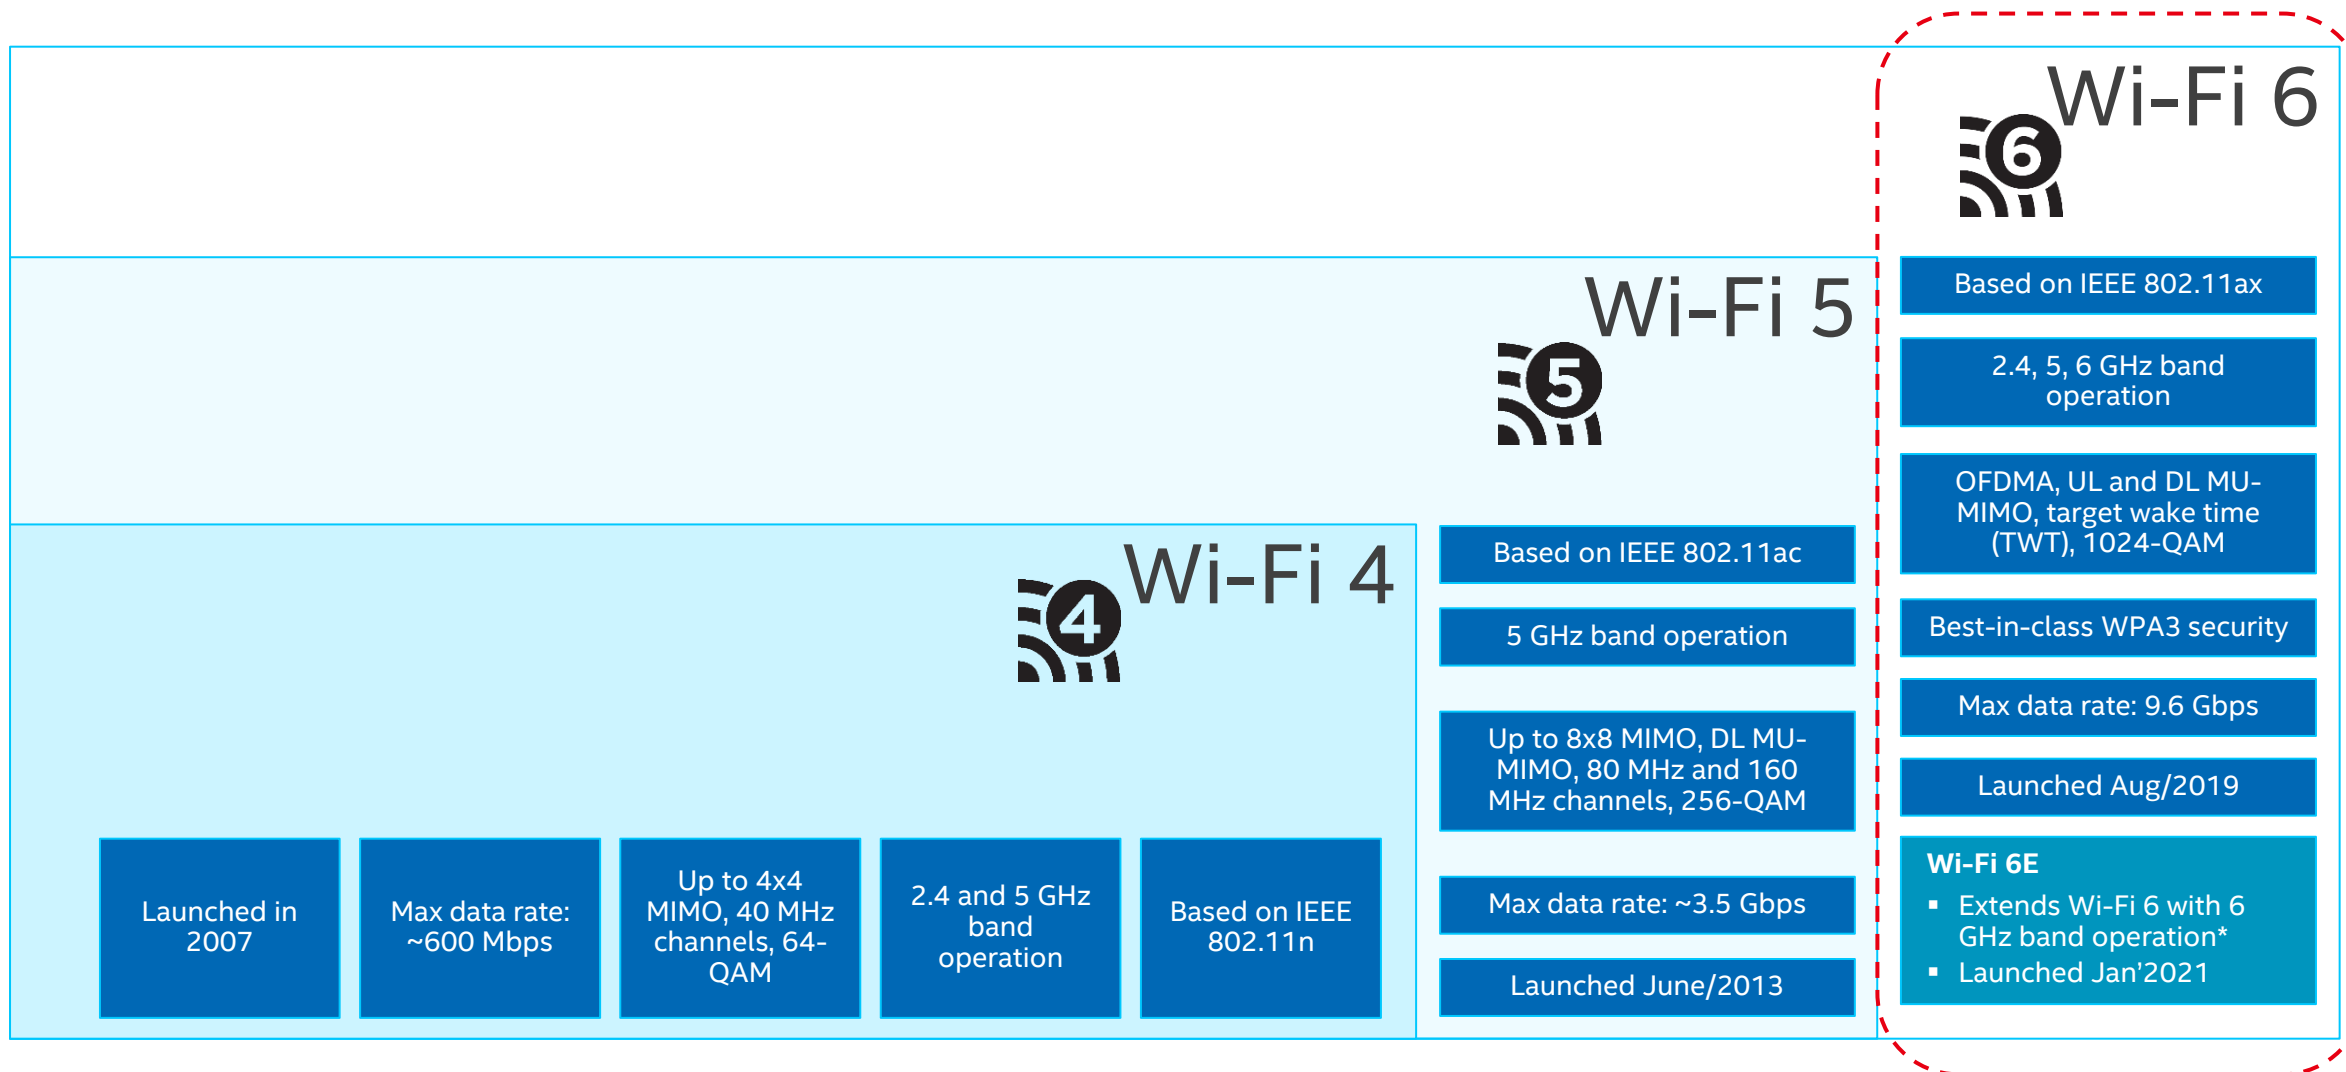 Wi-Fi 6
6
Based on IEEE 802.11ax
2.4, 5, 6 GHz band
operation
OFDMA, UL and DL MU-
MIMO, target wake time
(TWT), 1024-QAM
Best-in-class WPA3 security
Max data rate: 9.6 Gbps
Launched Aug/2019
Wi-Fi 6E
▪ Extends Wi-Fi 6 with 6
GHz band operation*
▪ Launched Jan'2021
Wi-Fi 5
5
Based on IEEE 802.11ac
5 GHz band operation
Up to 8x8 MIMO, DL MU-
MIMO, 80 MHz and 160
MHz channels, 256-QAM
Max data rate: ~3.5 Gbps
Launched June/2013
Wi-Fi 4
4
Launched in
2007
Max data rate:
~600 Mbps
Up to 4x4
MIMO, 40 MHz
channels, 64-
QAM
2.4 and 5 GHz
band
operation
Based on IEEE
802.11n